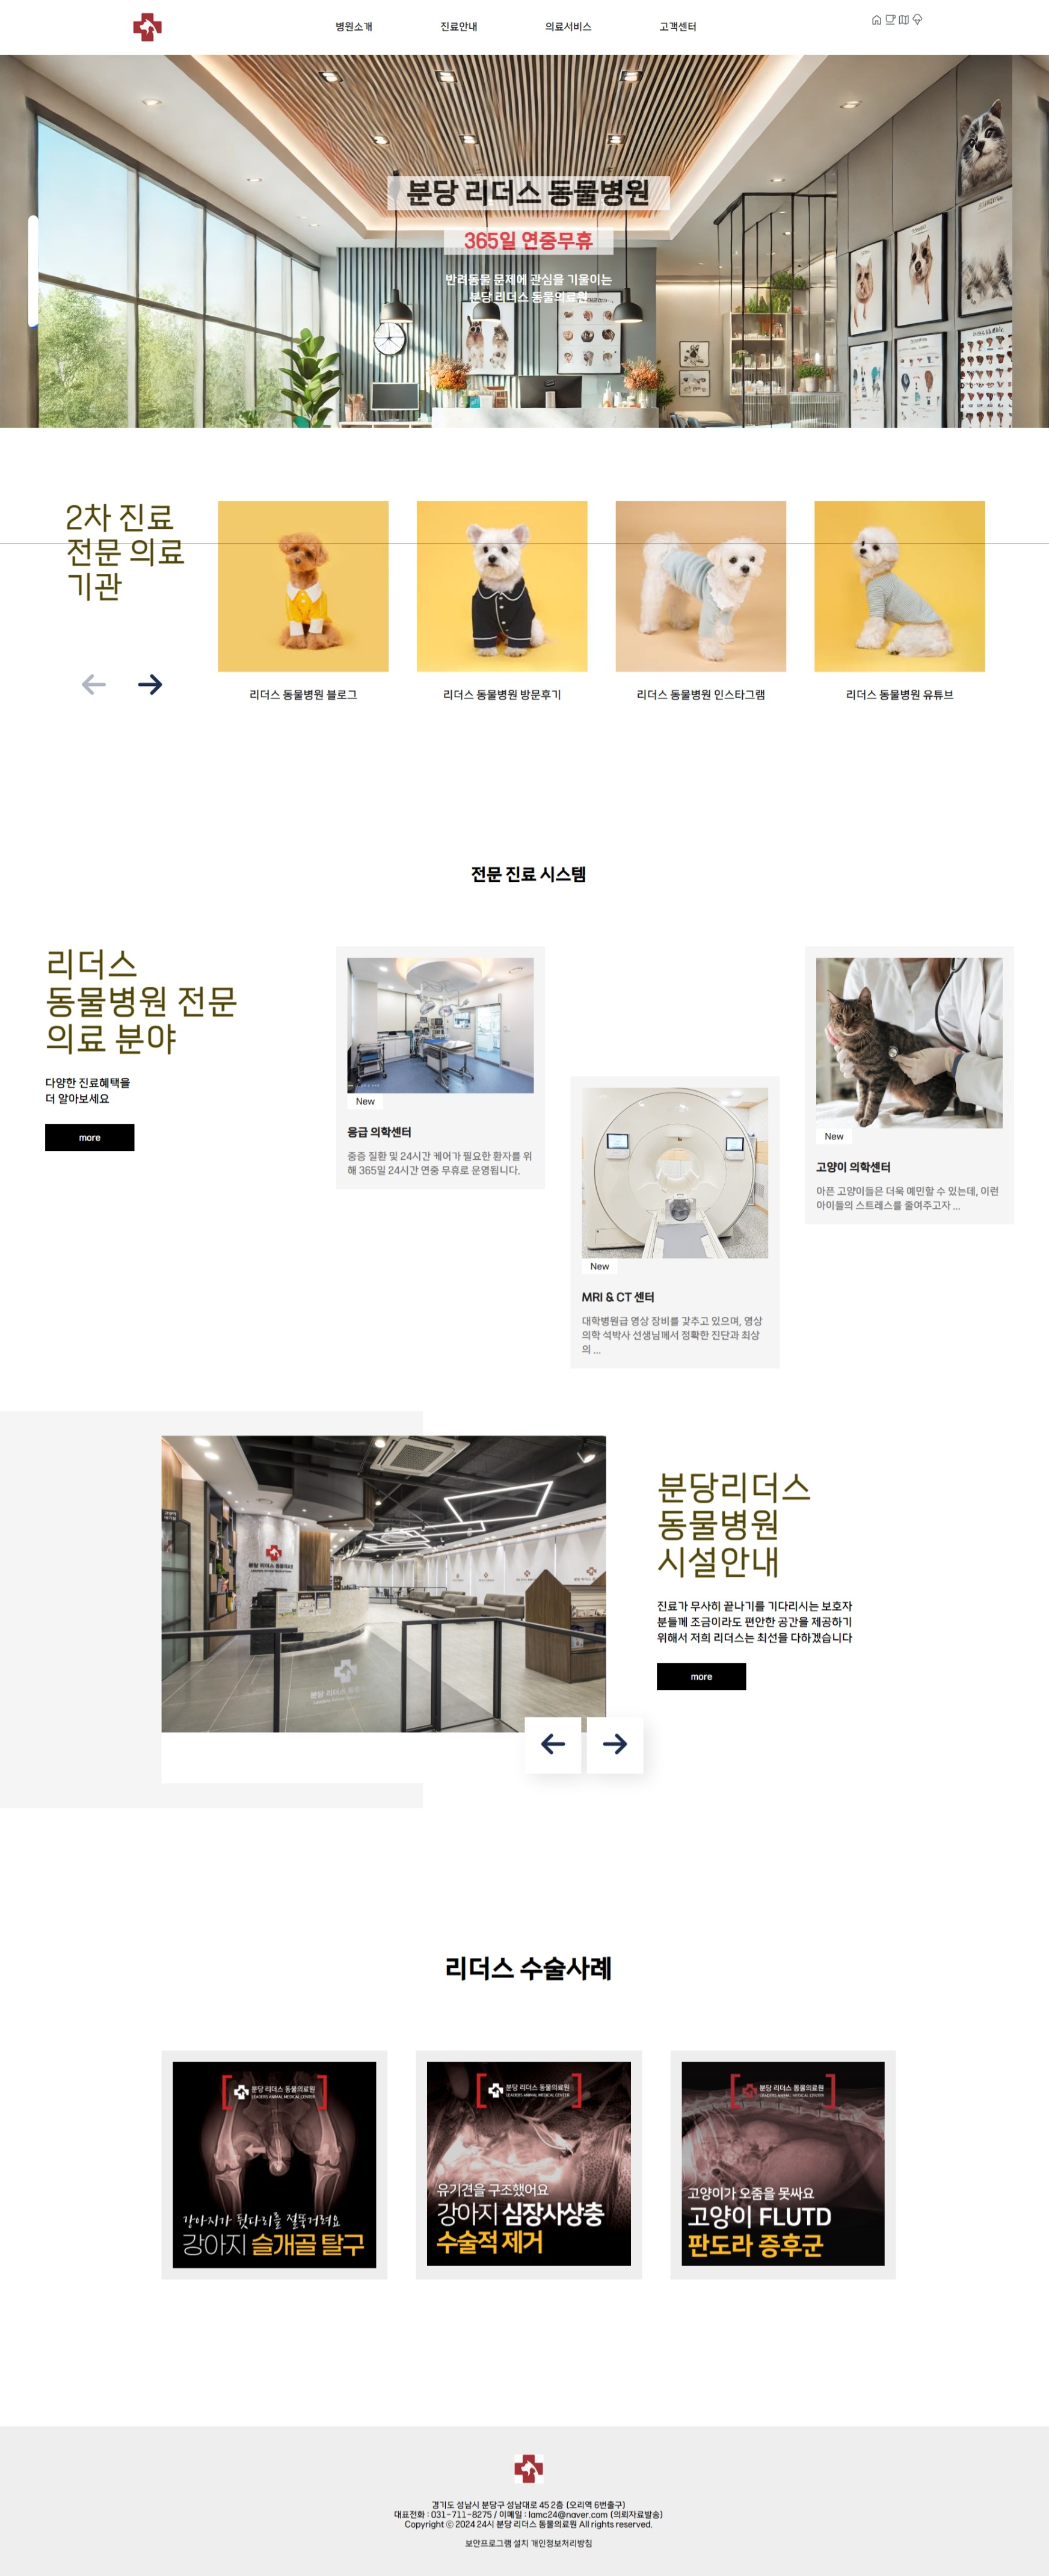 병원소개
진료안내
의료서비스
고객센터
분당 리더스 동물병원
365일 연중무휴
반려동물 문제에 관심을 기울이는
분당 리더스 동물의료원
2차 진료
전문 의료
기관
리더스 동물병원 블로그
리더스 동물병원 방문후기
리더스 동물병원 인스타그램
리더스 동물병원 유튜브
전문 진료 시스템
리더스
동물병원 전문
의료 분야
다양한 진료혜택을
더 알아보세요
more
New
응급 의학센터
중증 질환 및 24시간 케어가 필요한 환자를 위
해 365일 24시간 연중 무휴로 운영됩니다.
New
MRI & CT 센터
대학병원급 영상 장비를 갖추고 있으며, 영상
의학 석박사 선생님께서 정확한 진단과 최상
의 ...
New
고양이 의학센터
아픈 고양이들은 더욱 예민할 수 있는데, 이런
아이들의 스트레스를 줄여주고자 ...
분당 리더스 동물의료원
분당리더스
동물병원
시설안내
진료가 무사히 끝나기를 기다리시는 보호자
분들께 조금이라도 편안한 공간을 제공하기
위해서 저희 리더스는 최선을 다하겠습니다
more
리더스 수술사례
분당 리더스 동물의료원
LEADERS ANIMAL MEDICAL CENTER
강아지가 뒷다리를 절뚝거려요
강아지 슬개골 탈구
분당 리더스 동물의료원
LEADERS ANIMAL MEDICAL CENTER
유기견을 구조했어요
강아지 심장사상충
수술적 제거
분당 리더스 동물의료원
LEADERS ANIMAL MEDICAL CENTER
고양이가 오줌을 못싸요
고양이 FLUTD
판도라 증후군
경기도 성남시 분당구 성남대로 45 2층 (오리역 6번출구)
대표전화 : 031-711-8275 / 이메일 : lamc24@naver.com (의뢰자료발송)
Copyright ⓒ 2024 24시 분당 리더스 동물의료원 All rights reserved.
보안프로그램 설치 개인정보처리방침